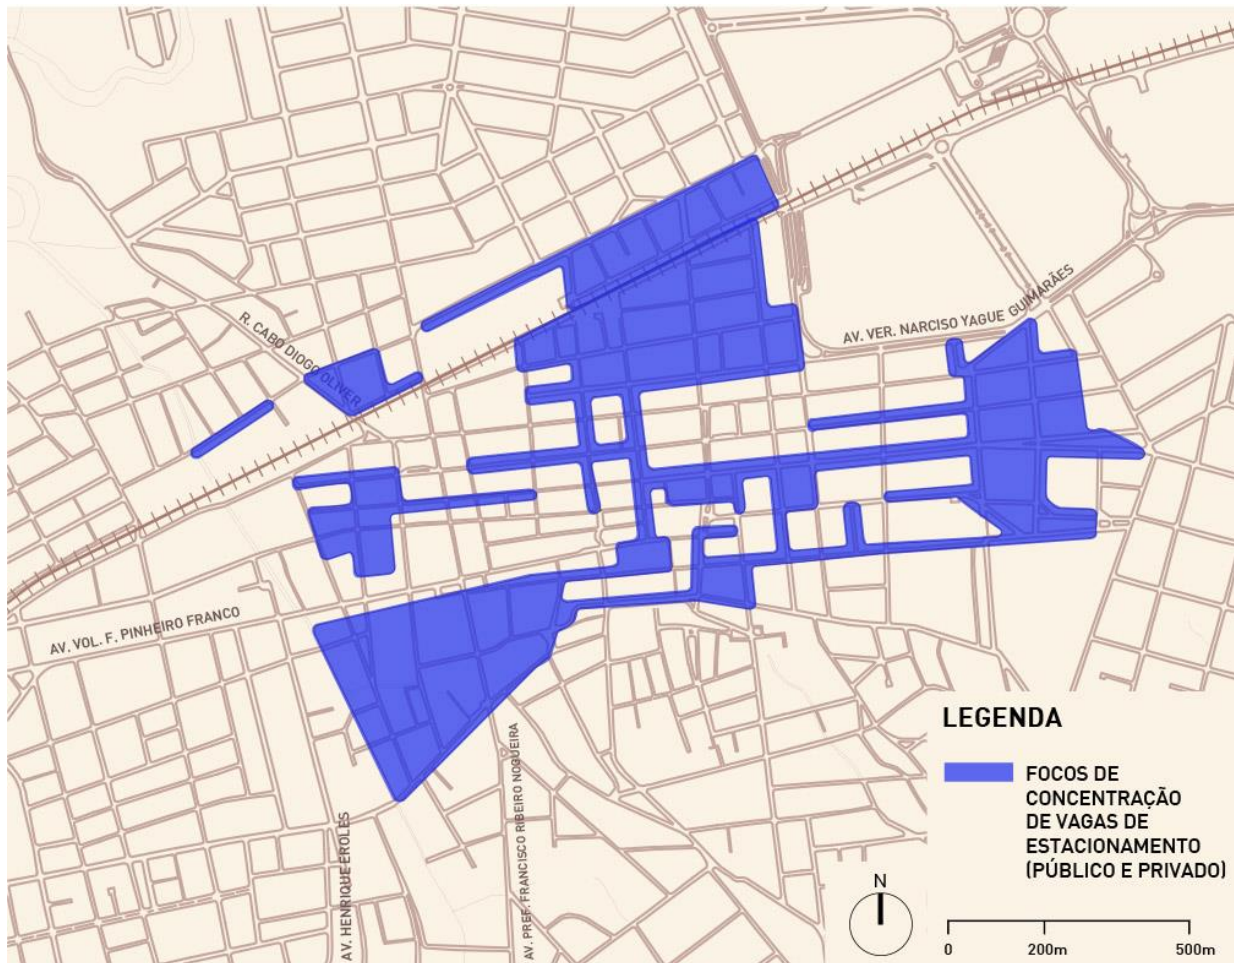 R. CABO DIOGO OLIVER
AV. VER. NARCISO YAGUE GUIMARÃES
AV. VOL. F. PINHEIRO FRANCO
AV. HENRIQUE EROLES
AV. PREF. FRANCISCO RIBEIRO NOGUEIRA
LEGENDA
FOCOS DE
CONCENTRAÇÃO
DE VAGAS DE
ESTACIONAMENTO
(PÚBLICO E PRIVADO)
N
0 200m 500m